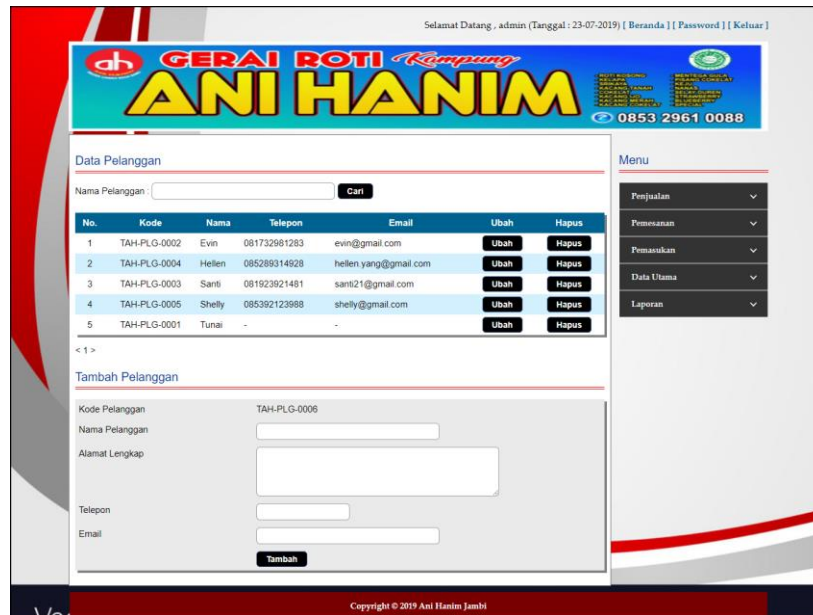 Selamat Datang , admin (Tanggal : 23-07-2019) [ Beranda ] [ Password ] [ Keluar ]
ah
GERAI ROTI Kampung
ANI HANIM
0853 2961 0088
Data Pelanggan
Nama Pelanggan : Cari
No. Kode Nama Telepon Email Ubah Hapus
1 TAH-PLG-0002 Evin 081732981283 evin@gmail.com Ubah Hapus
2 TAH-PLG-0004 Hellen 085289314928 hellen.yang@gmail.com Ubah Hapus
3 TAH-PLG-0003 Santi 081923921481 santi21@gmail.com Ubah Hapus
4 TAH-PLG-0005 Shelly 085392123988 shelly@gmail.com Ubah Hapus
5 TAH-PLG-0001 Tunai - - Ubah Hapus
< 1 >
Menu
Penjualan
Pemesanan
Pemasukan
Data Utama
Laporan
Tambah Pelanggan
Kode Pelanggan TAH-PLG-0006
Nama Pelanggan
Alamat Lengkap
Telepon
Email
Tambah
Copyright © 2019 Ani Hanim Jambi